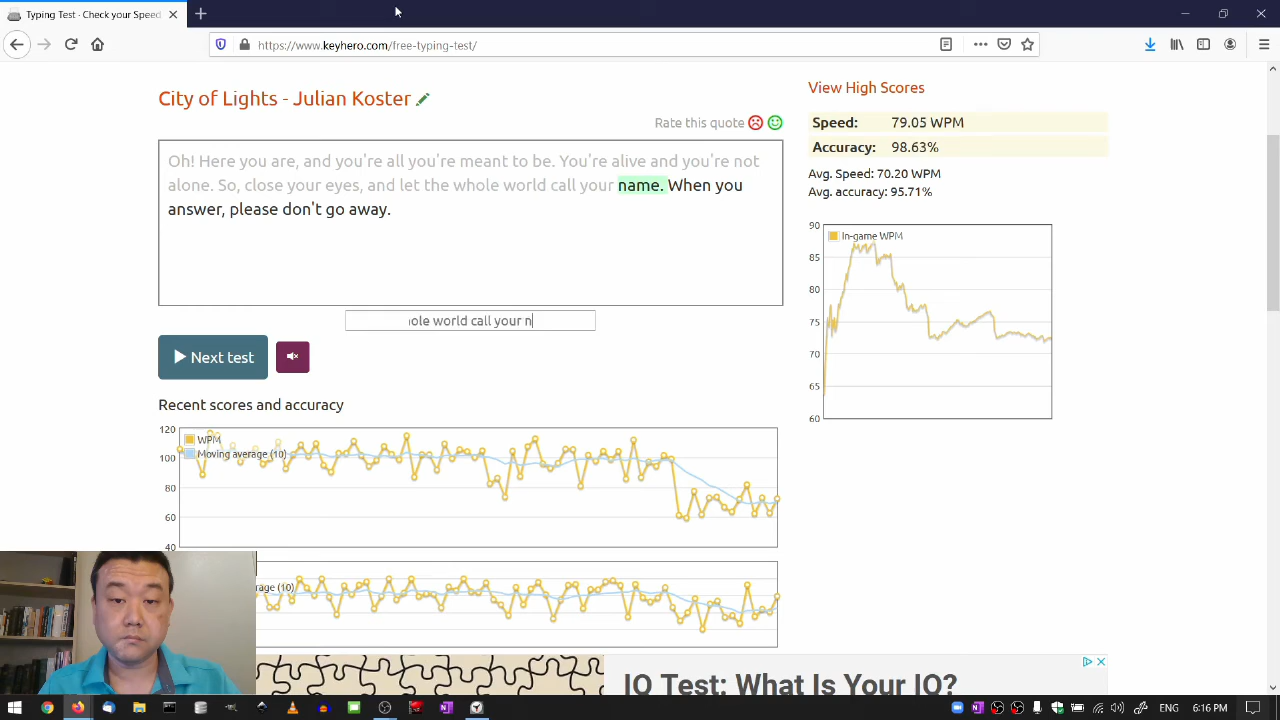 Typing Test - Check your Speed
https://www.keyhero.com/free-typing-test/
City of Lights - Julian Koster
Rate this quote
Oh! Here you are, and you're all you're meant to be. You're alive and you're not
alone. So, close your eyes, and let the whole world call your name. When you
answer, please don't go away.
ole world call your n
Next test
Recent scores and accuracy
120
WPM
Moving average (10)
100
80
60
40
rage (10)
View High Scores
Speed: 79.05 WPM
Accuracy: 98.63%
Avg. Speed: 70.20 WPM
Avg. accuracy: 95.71%
90
In-game WPM
85
80
75
70
65
60
IQ Test: What Is Your IQ?
ENG
6:16 PM